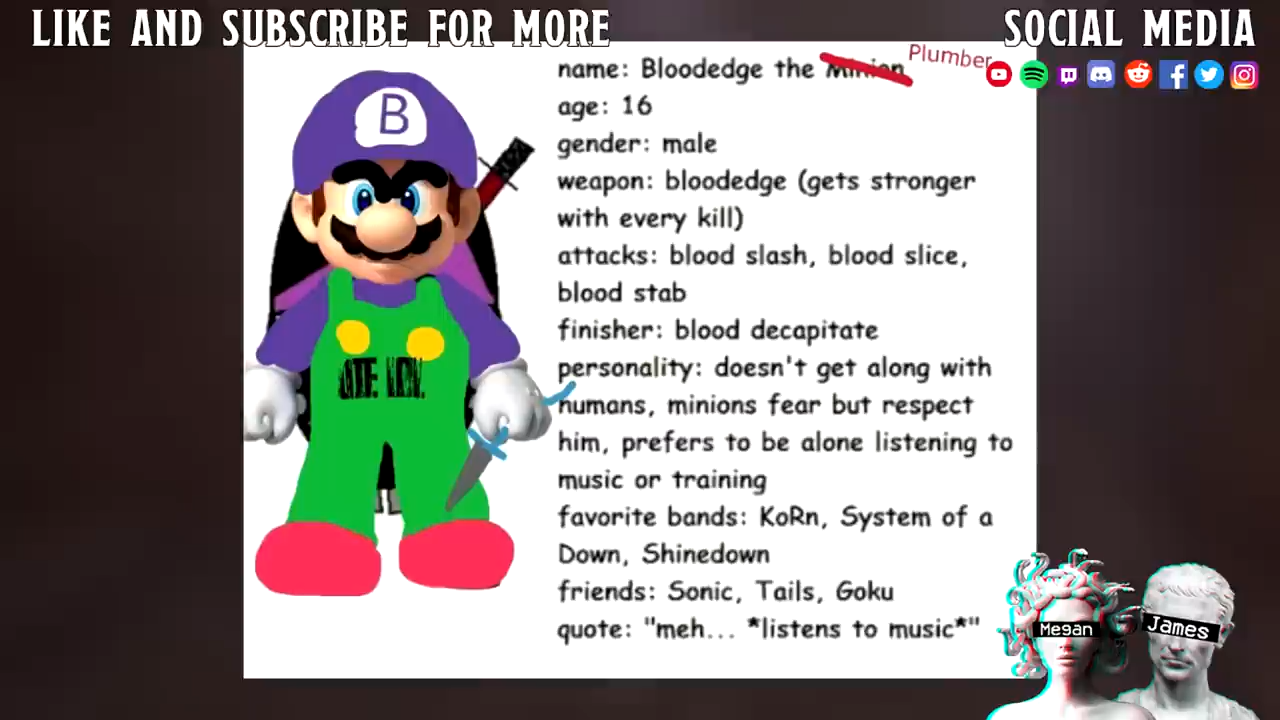 LIKE AND SUBSCRIBE FOR MORE
SOCIAL MEDIA
name: Bloodedge the Minion Plumber
age: 16
gender: male
weapon: bloodedge (gets stronger
with every kill)
attacks: blood slash, blood slice,
blood stab
finisher: blood decapitate
personality: doesn't get along with
humans, minions fear but respect
him, prefers to be alone listening to
music or training
favorite bands: KoRn, System of a
Down, Shinedown
friends: Sonic, Tails, Goku
quote: "meh... *listens to music*"
B
Megan
James